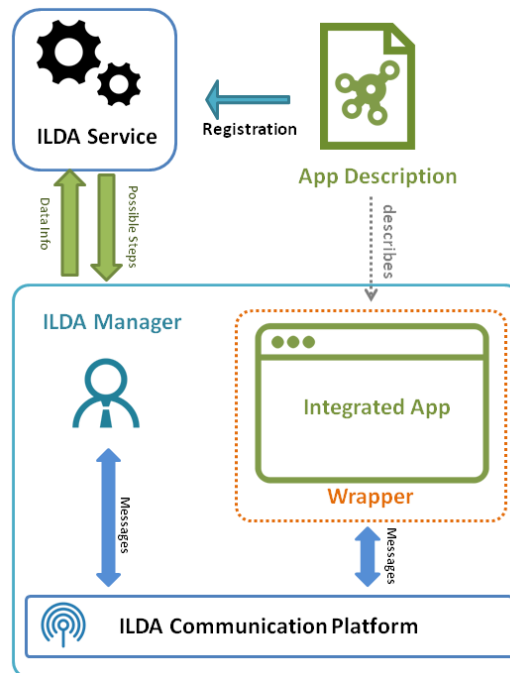 ILDA Service
Registration
App Description
Data Info
Possible Steps
describes
ILDA Manager
Integrated App
Wrapper
Messages
Messages
ILDA Communication Platform